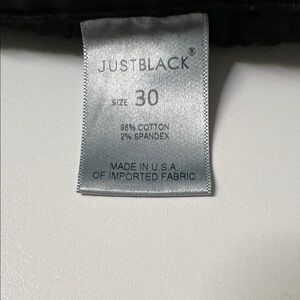 JUSTBLACK®
SIZE 30
98% COTTON
2% SPANDEX
MADE IN U.S.A.
OF IMPORTED FABRIC